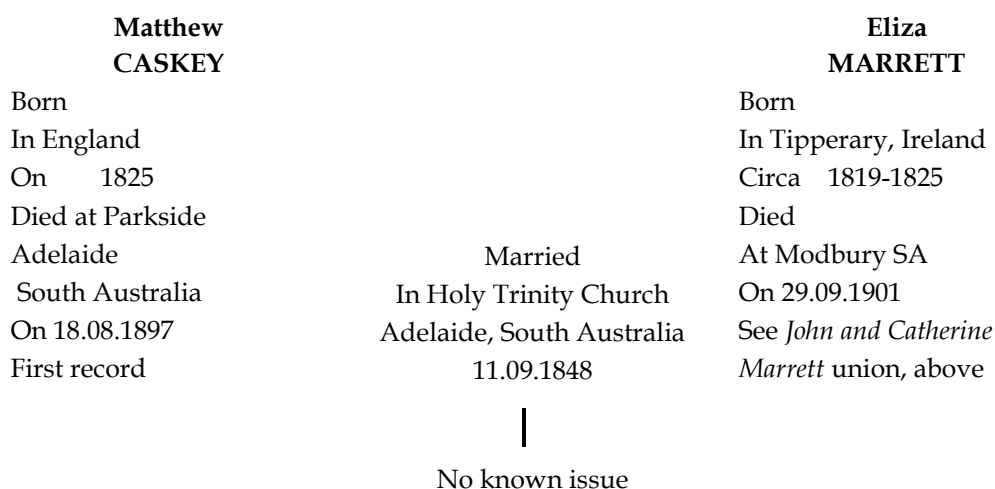 Matthew
CASKEY
Born
In England
On 1825
Died at Parkside
Adelaide
South Australia
On 18.08.1897
First record
Married
In Holy Trinity Church
Adelaide, South Australia
11.09.1848
Eliza
MARRETT
Born
In Tipperary, Ireland
Circa 1819-1825
Died
At Modbury SA
On 29.09.1901
See John and Catherine
Marrett union, above
No known issue